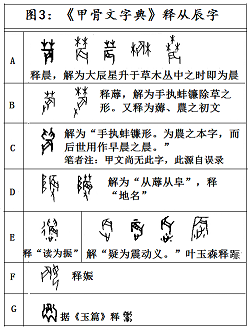 图3：《甲骨文字典》释从辰字
A
释晨，解为大辰星升于草木丛中之时即为晨
B
释蓐，解为手执蚌镰除草之
形。又释为薅、農之初文
C
解为“手执蚌镰形。为農之本字，而
后世用作早晨之晨。”
笔者注：甲文尚无此字，此源自误录
D
解为“从蓐从阜”，释
“地名”
E
释“读为振” 解“疑为震动义。”叶玉森释蹤
F
释娠
G
据《玉篇》释